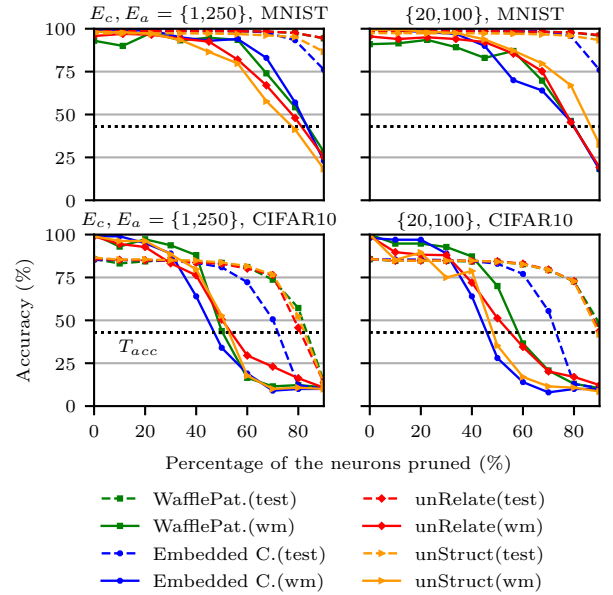 E_c, E_a = {1,250}, MNIST
{20,100}, MNIST
100
75
50
25
0
E_c, E_a = {1,250}, CIFAR10
{20,100}, CIFAR10
100
75
50
25
0
T_acc
Accuracy (%)
0 20 40 60 80
0 20 40 60 80
Percentage of the neurons pruned (%)
WafflePat.(test)
WafflePat.(wm)
Embedded C.(test)
Embedded C.(wm)
unRelate(test)
unRelate(wm)
unStruct(test)
unStruct(wm)